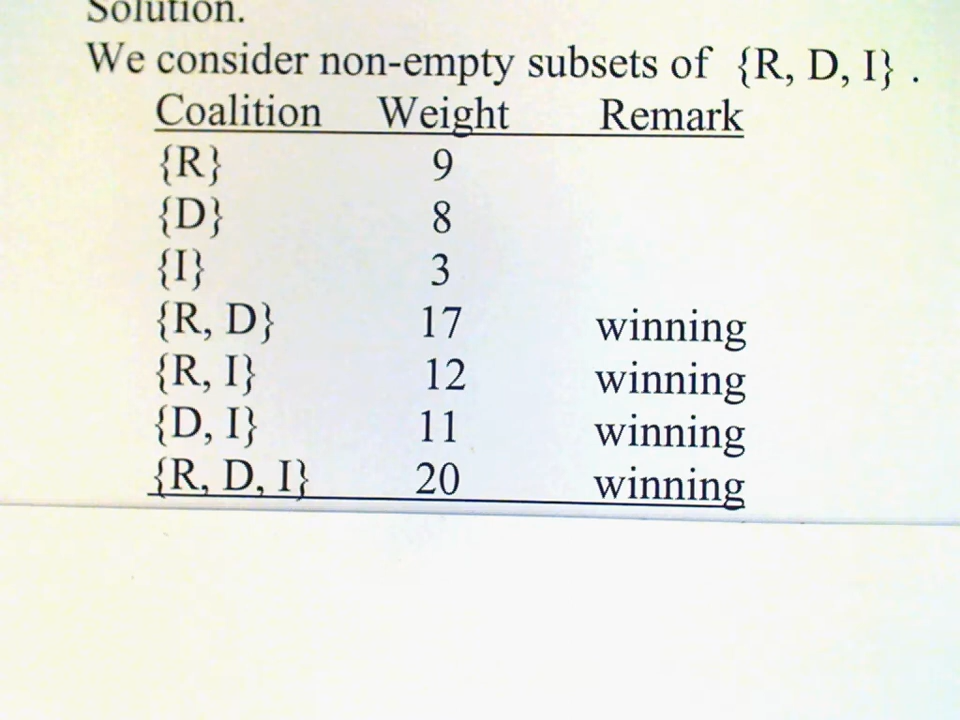 Solution.
We consider non-empty subsets of {R, D, I} .
Coalition Weight Remark
{R} 9
{D} 8
{I} 3
{R, D} 17 winning
{R, I} 12 winning
{D, I} 11 winning
{R, D, I} 20 winning